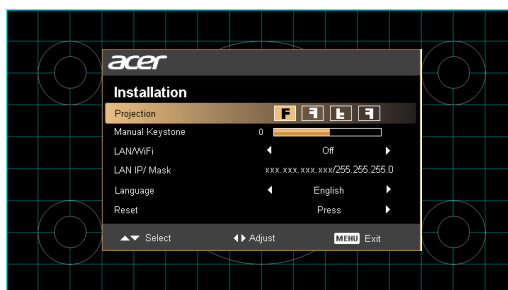 acer
Installation
Projection
Manual Keystone 0
LAN/WiFi Off
LAN IP/ Mask xxx.xxx.xxx.xxx/255.255.255.0
Language English
Reset Press
Select Adjust MENU Exit